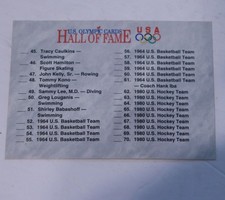 U.S. OLYMPIC CARDS
HALL OF FAME
USA
45. Tracy Caulkins —
Swimming
46. Scott Hamilton —
Figure Skating
47. John Kelly, Sr. — Rowing
48. Tommy Kono —
Weightlifting
49. Sammy Lee, M.D. — Diving
50. Greg Louganis —
Swimming
51. Shirley Babashoff —
Swimming
52. 1964 U.S. Basketball Team
53. 1964 U.S. Basketball Team
54. 1964 U.S. Basketball Team
55. 1964 U.S. Basketball Team
56. 1964 U.S. Basketball Team
57. 1964 U.S. Basketball Team
58. 1964 U.S. Basketball Team
59. 1964 U.S. Basketball Team
60. 1964 U.S. Basketball Team
61. 1964 U.S. Basketball Team
— Coach Hank Iba
62. 1980 U.S. Hockey Team
63. 1980 U.S. Hockey Team
64. 1980 U.S. Hockey Team
65. 1980 U.S. Hockey Team
66. 1980 U.S. Hockey Team
67. 1980 U.S. Hockey Team
68. 1980 U.S. Hockey Team
69. 1980 U.S. Hockey Team
70. 1980 U.S. Hockey Team